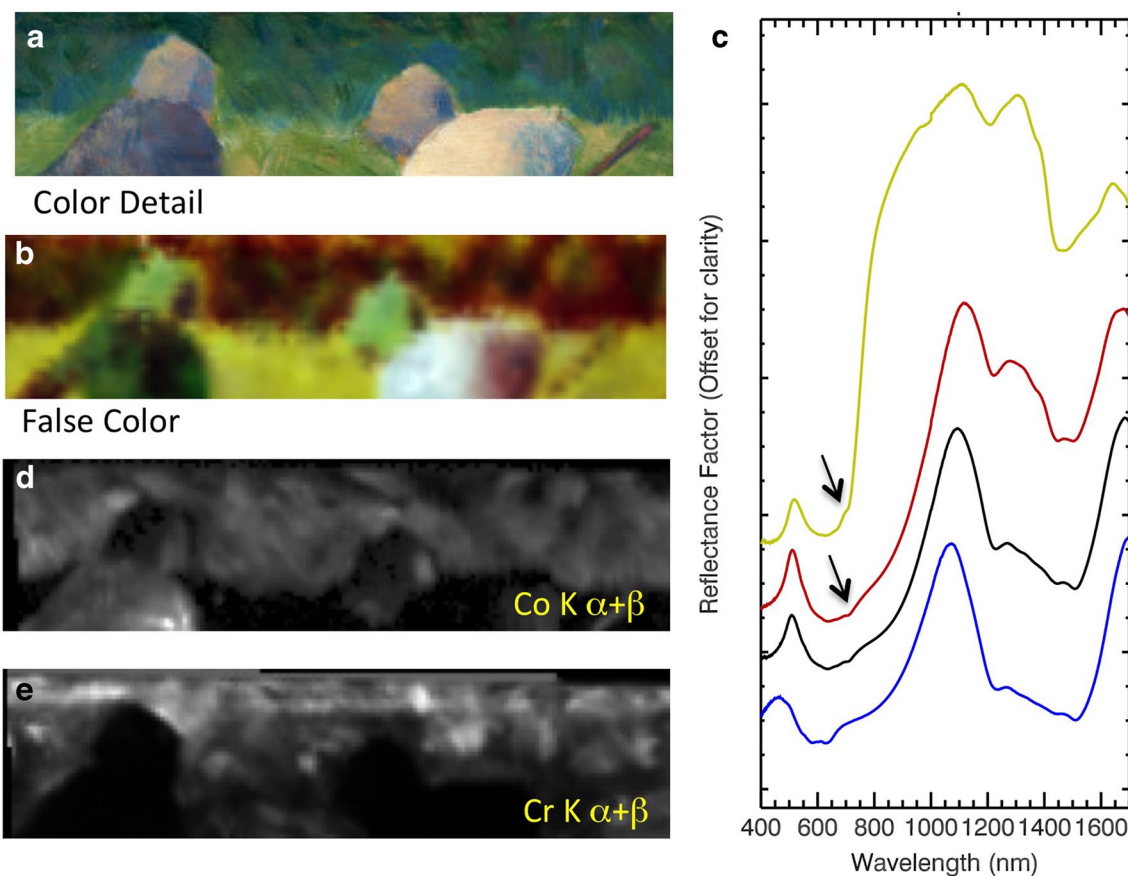 a
Color Detail
b
False Color
d
Co K α+β
e
Cr K α+β
c
Reflectance Factor (Offset for clarity)
400 600 800 1000 1200 1400 1600
Wavelength (nm)